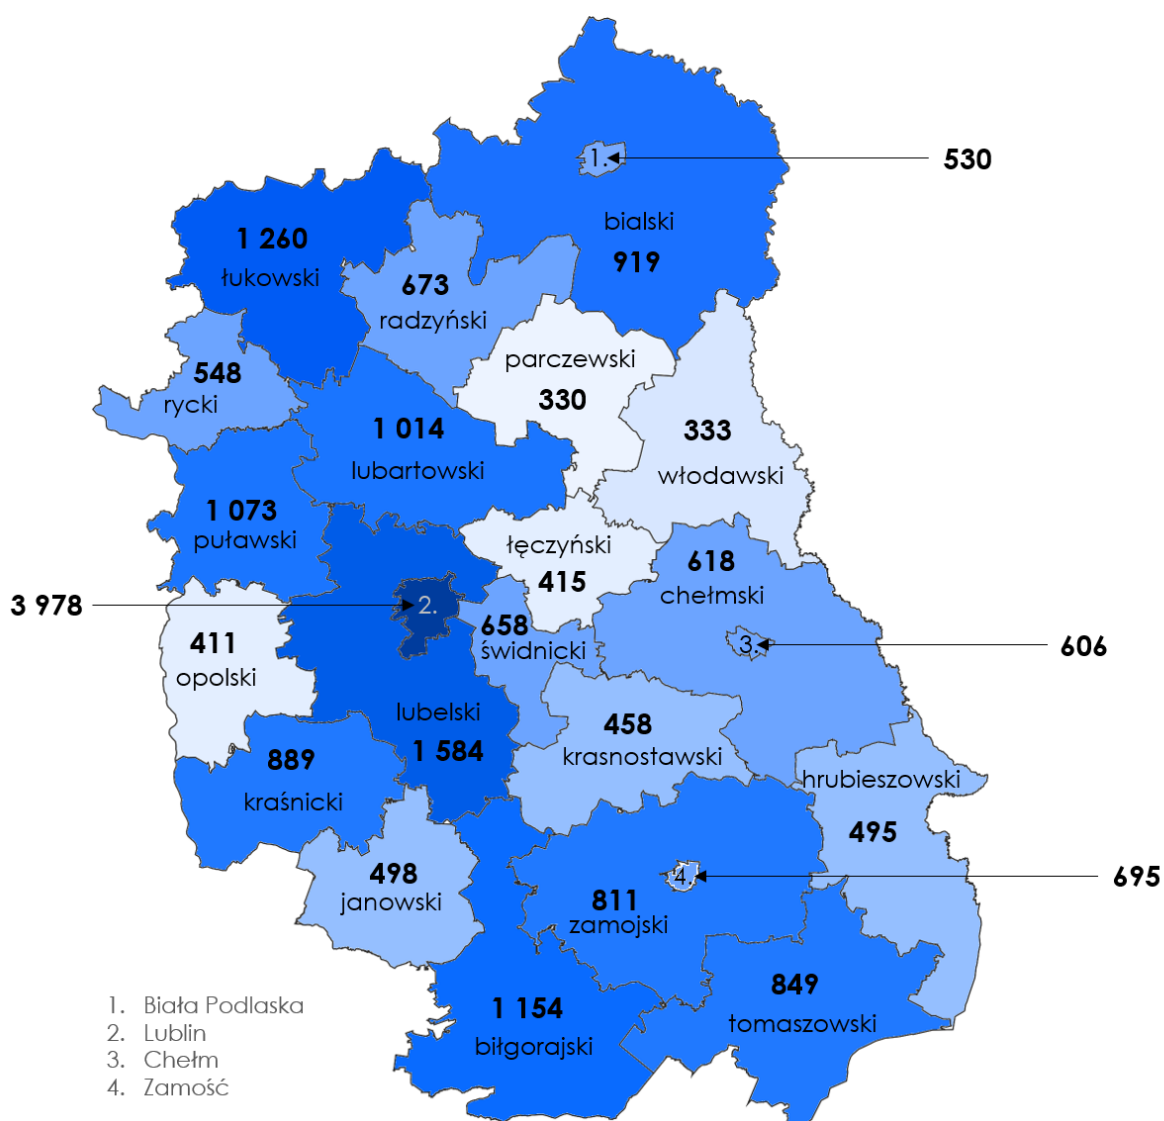 1.
530
bialski
919
1 260
łukowski
673
radzyński
parczewski
330
548
rycki
1 014
lubartowski
333
włodawski
1 073
puławski
łęczyński
415
618
chełmski
3 978
2.
658
świdnicki
3.
606
411
opolski
lubelski
1 584
458
krasnostawski
889
kraśnicki
hrubieszowski
495
498
janowski
4.
695
811
zamojski
849
tomaszowski
1 154
biłgorajski
1. Biała Podlaska
2. Lublin
3. Chełm
4. Zamość